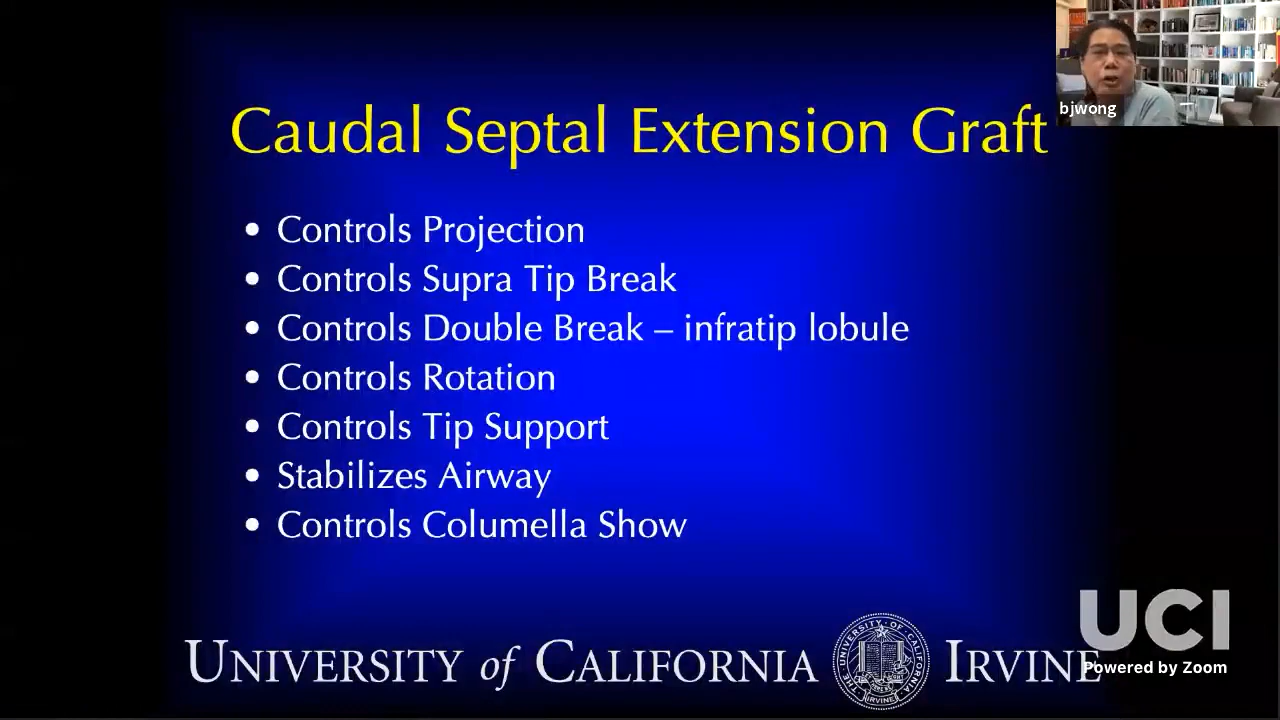 bjwong
Caudal Septal Extension Graft
• Controls Projection
• Controls Supra Tip Break
• Controls Double Break – infratip lobule
• Controls Rotation
• Controls Tip Support
• Stabilizes Airway
• Controls Columella Show
UCI
UNIVERSITY of CALIFORNIA IRVINE
Powered by Zoom